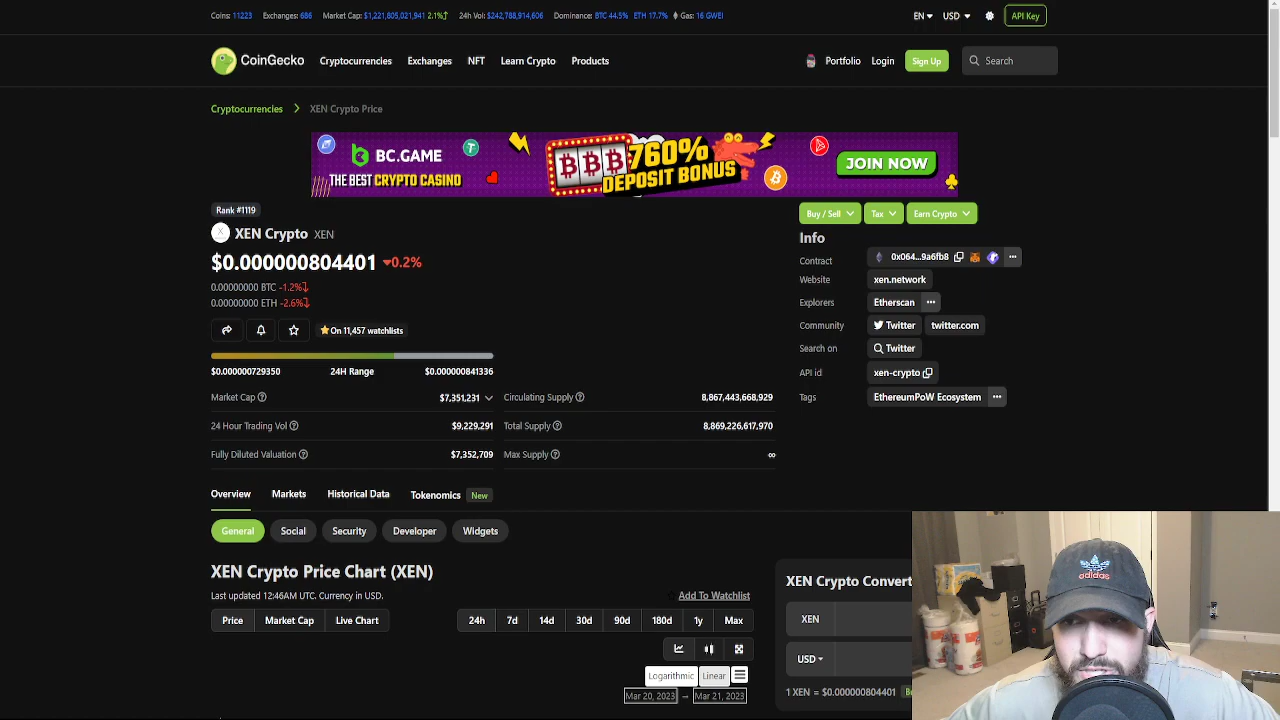 Coins: 11223 Exchanges: 686 Market Cap: $1,221,805,021,941 2.1% 24h Vol: $242,788,914,606 Dominance: BTC 44.5% ETH 17.7% Gas: 16 GWEI
EN USD API Key
CoinGecko Cryptocurrencies Exchanges NFT Learn Crypto Products Portfolio Login Sign Up Search
Cryptocurrencies XEN Crypto Price
BC.GAME
THE BEST CRYPTO CASINO
760%
DEPOSIT BONUS
JOIN NOW
Rank #1119
XEN Crypto XEN
$0.000000804401 0.2%
0.00000000 BTC -1.2%
0.00000000 ETH -2.6%
On 11,457 watchlists
$0.000000729350 24H Range $0.000000841336
Market Cap $7,351,231
24 Hour Trading Vol $9,229,291
Fully Diluted Valuation $7,352,709
Circulating Supply 8,867,443,668,929
Total Supply 8,869,226,617,970
Max Supply ∞
Buy / Sell Tax Earn Crypto
Info
Contract 0x064...9a6fb8
Website xen.network
Explorers Etherscan
Community Twitter twitter.com
Search on Twitter
API id xen-crypto
Tags EthereumPoW Ecosystem
Overview Markets Historical Data Tokenomics New
General Social Security Developer Widgets
XEN Crypto Price Chart (XEN)
Last updated 12:46AM UTC. Currency in USD.
Add To Watchlist
Price Market Cap Live Chart
24h 7d 14d 30d 90d 180d 1y Max
Logarithmic Linear
Mar 20, 2023 → Mar 21, 2023
XEN Crypto Convert
XEN
USD
1 XEN = $0.000000804401
adidas